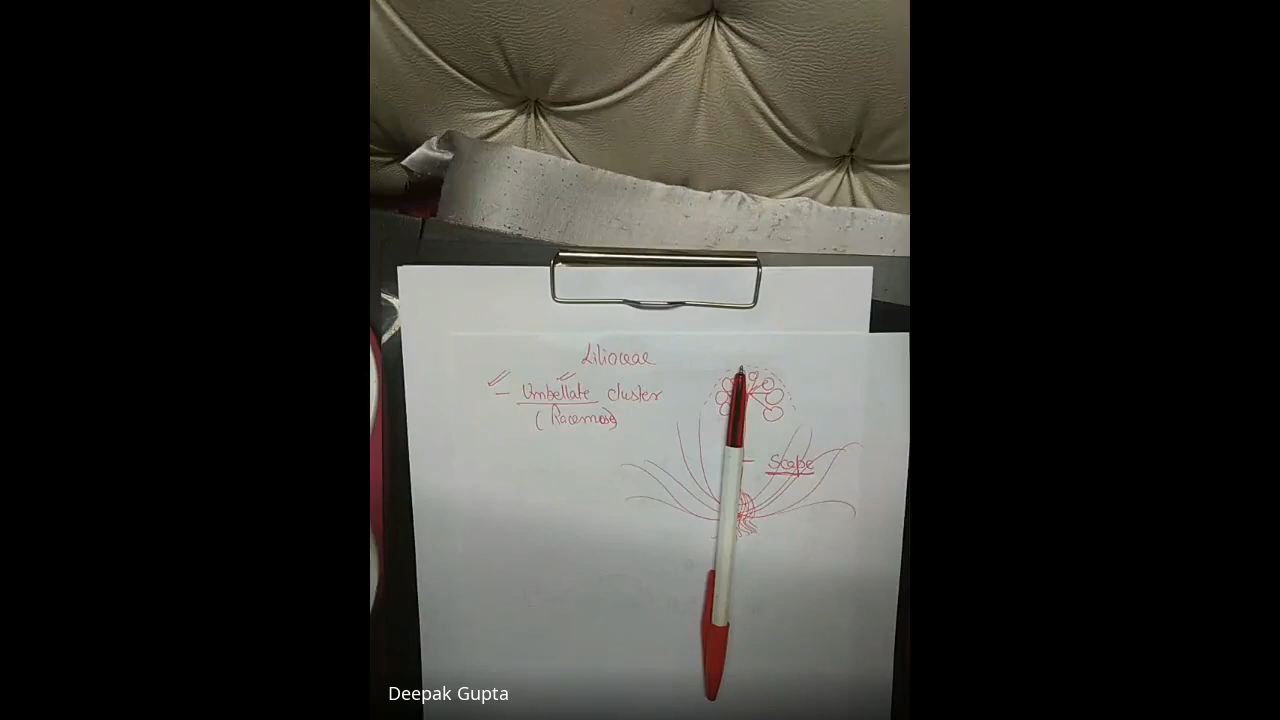 Liliaceae
- Umbellate cluster
(Racemose)
- Scape
Deepak Gupta